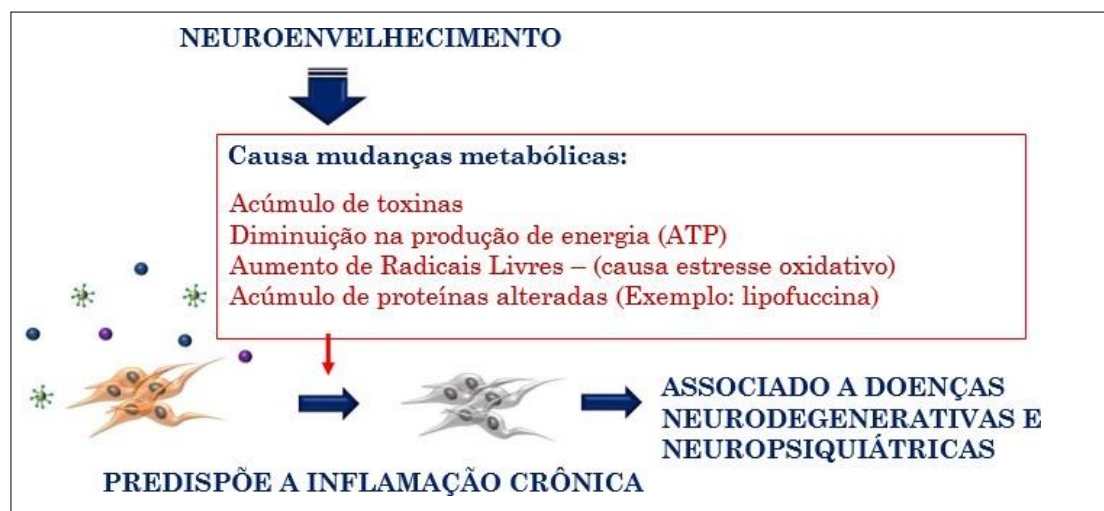 NEUROENVELHECIMENTO
Causa mudanças metabólicas:
Acúmulo de toxinas
Diminuição na produção de energia (ATP)
Aumento de Radicais Livres – (causa estresse oxidativo)
Acúmulo de proteínas alteradas (Exemplo: lipofuccina)
ASSOCIADO A DOENÇAS
NEURODEGENERATIVAS E
NEUROPSIQUIÁTRICAS
PREDISPÕE A INFLAMAÇÃO CRÔNICA